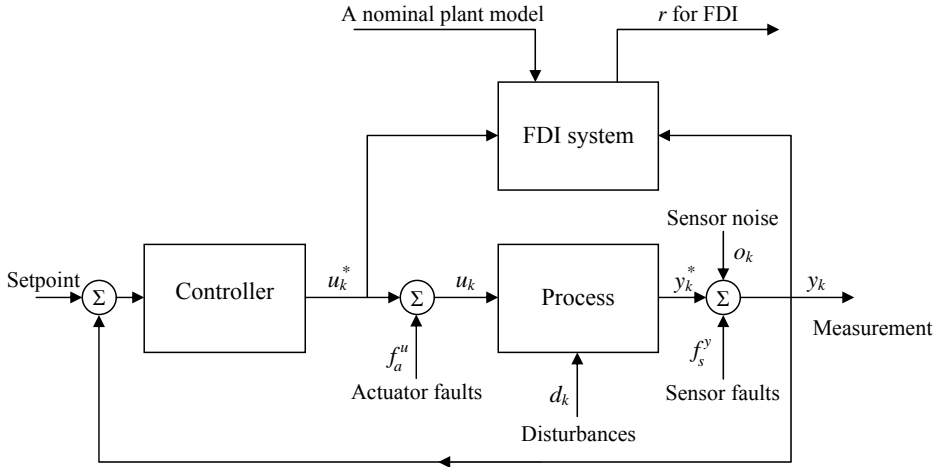 A nominal plant model
r for FDI
FDI system
Sensor noise
o_k
Setpoint
Σ
Controller
u_k^*
Σ
u_k
Process
y_k^*
Σ
y_k
Measurement
f_a^u
Actuator faults
d_k
Disturbances
f_s^y
Sensor faults